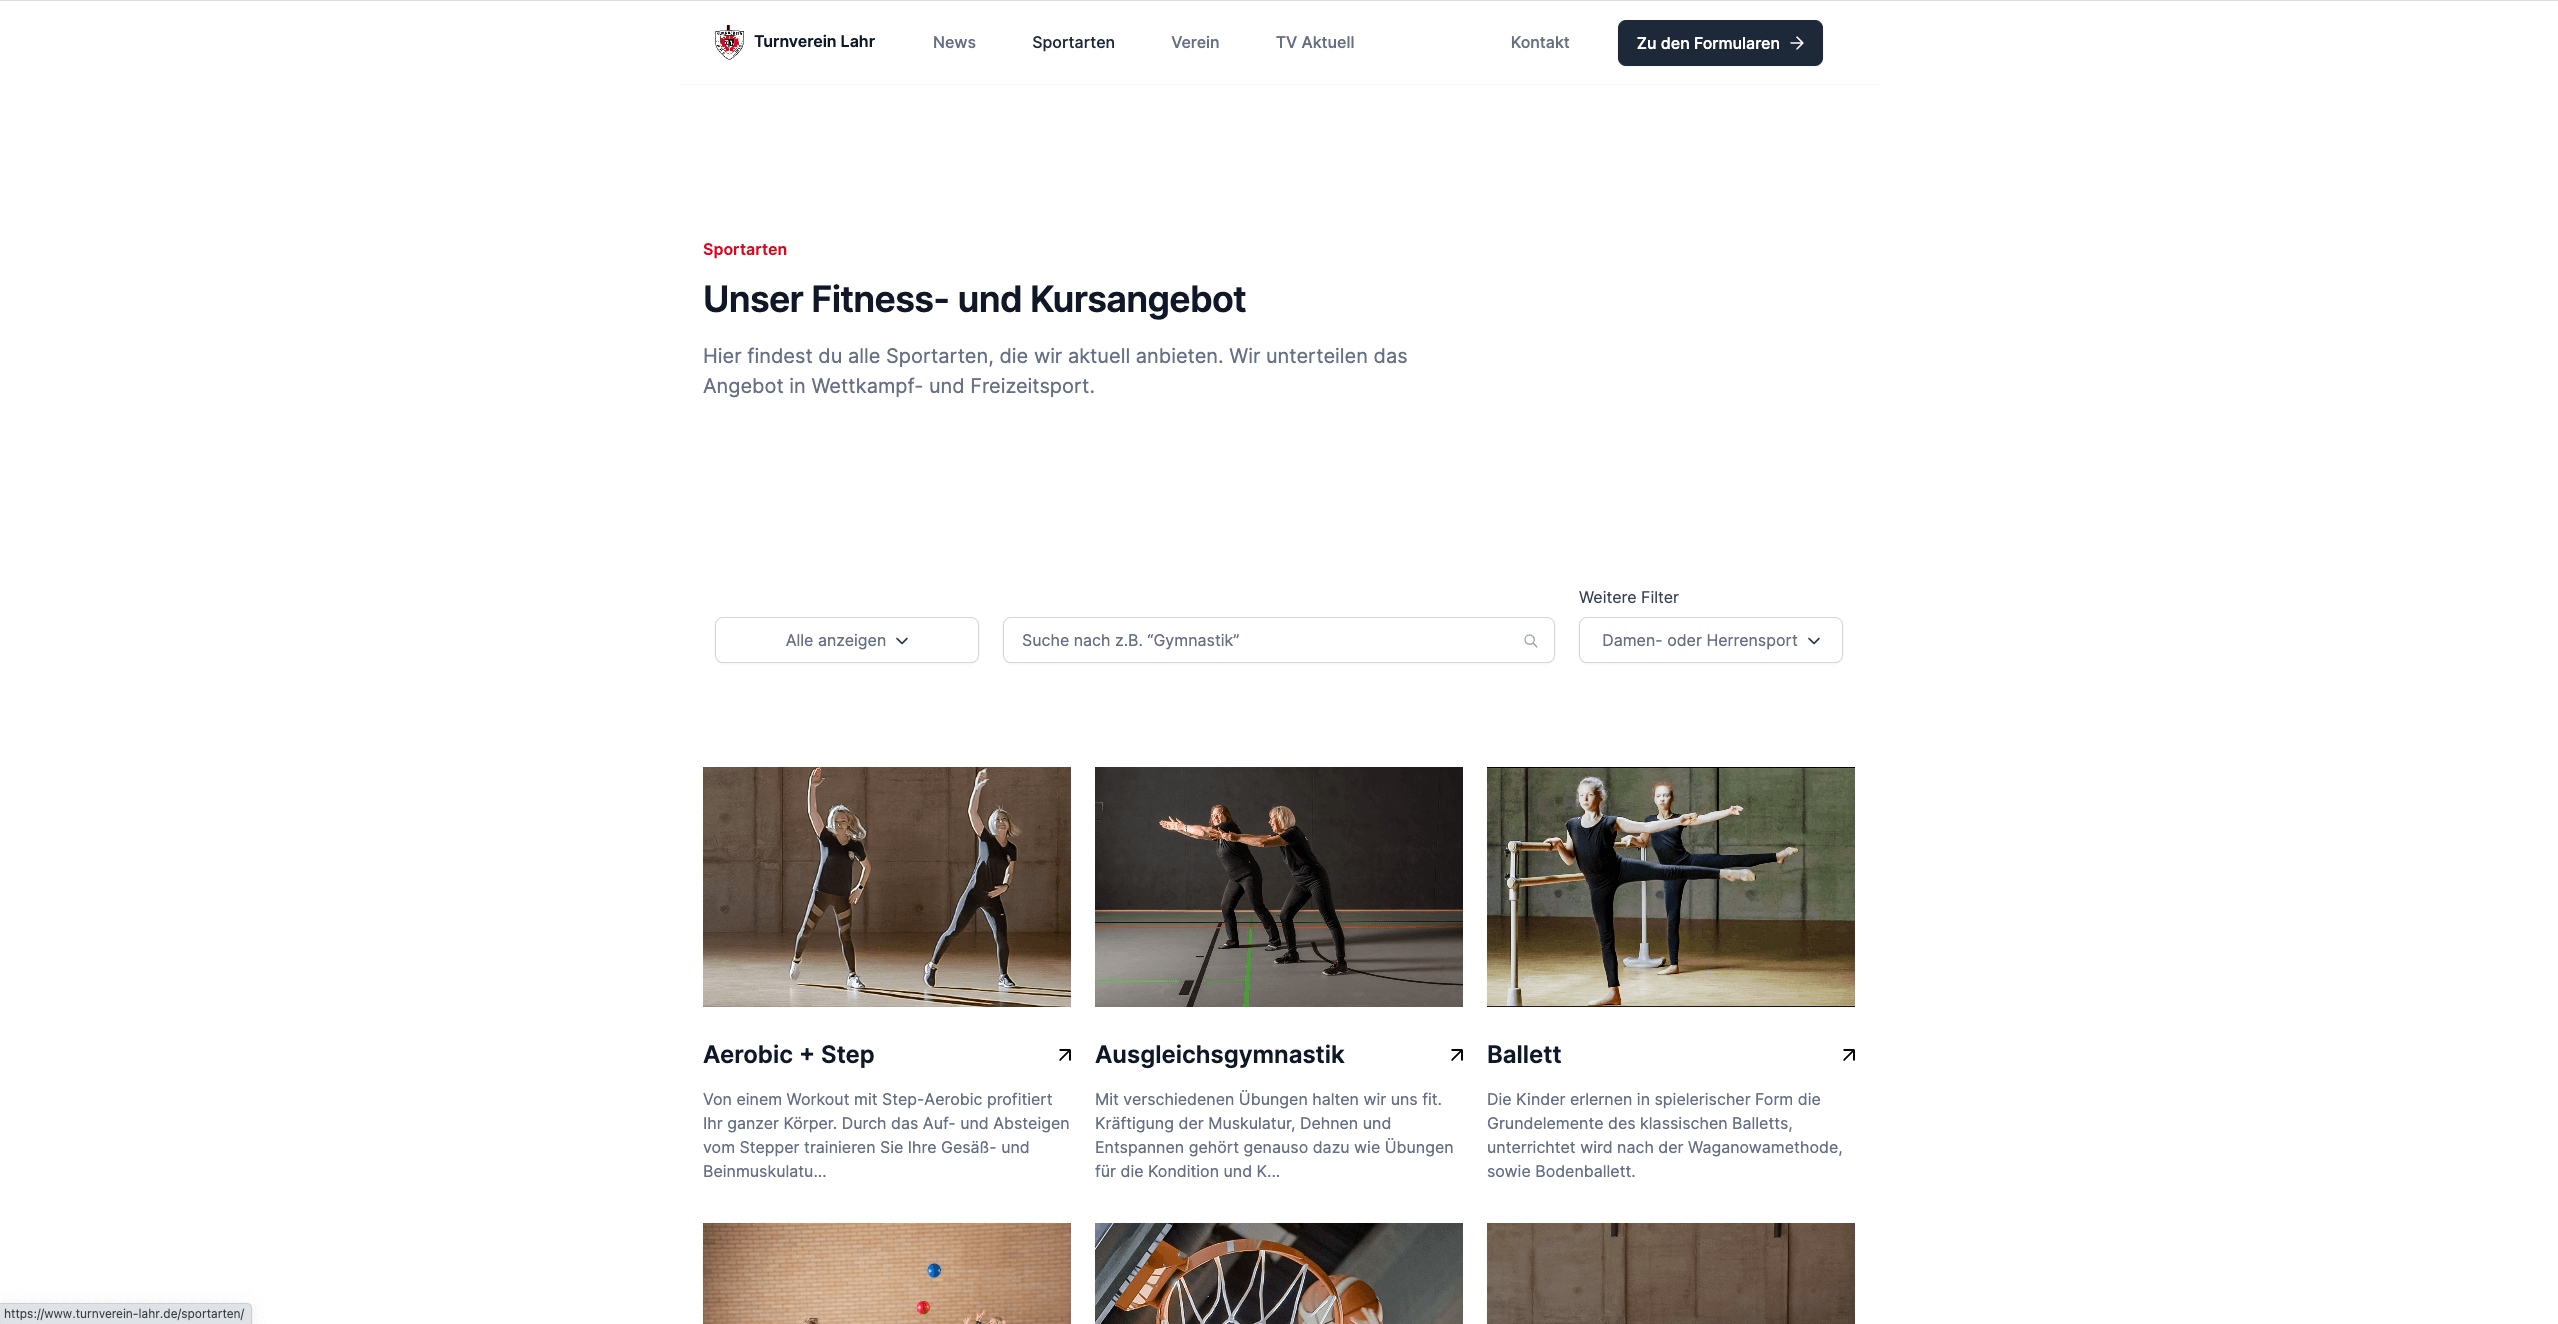 Turnverein Lahr
News
Sportarten
Verein
TV Aktuell
Kontakt
Zu den Formularen
Sportarten
Unser Fitness- und Kursangebot
Hier findest du alle Sportarten, die wir aktuell anbieten. Wir unterteilen das
Angebot in Wettkampf- und Freizeitsport.
Weitere Filter
Alle anzeigen
Suche nach z.B. “Gymnastik”
Damen- oder Herrensport
Aerobic + Step
Von einem Workout mit Step-Aerobic profitiert
Ihr ganzer Körper. Durch das Auf- und Absteigen
vom Stepper trainieren Sie Ihre Gesäß- und
Beinmuskulatu...
Ausgleichsgymnastik
Mit verschiedenen Übungen halten wir uns fit.
Kräftigung der Muskulatur, Dehnen und
Entspannen gehört genauso dazu wie Übungen
für die Kondition und K...
Ballett
Die Kinder erlernen in spielerischer Form die
Grundelemente des klassischen Balletts,
unterrichtet wird nach der Waganowamethode,
sowie Bodenballett.
https://www.turnverein-lahr.de/sportarten/